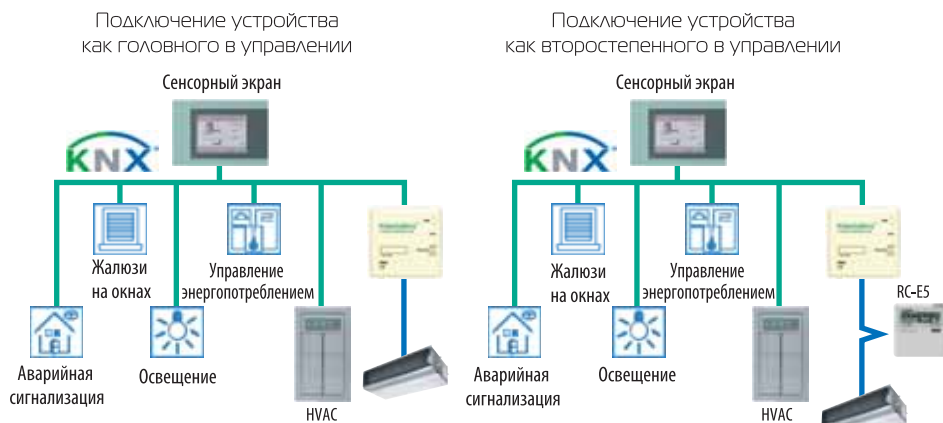 Подключение устройства
как головного в управлении
Сенсорный экран
KNX
Жалюзи
на окнах
Управление
энергопотреблением
Аварийная
сигнализация
Освещение
HVAC
Подключение устройства
как второстепенного в управлении
Сенсорный экран
KNX
Жалюзи
на окнах
Управление
энергопотреблением
RC-E5
Аварийная
сигнализация
Освещение
HVAC